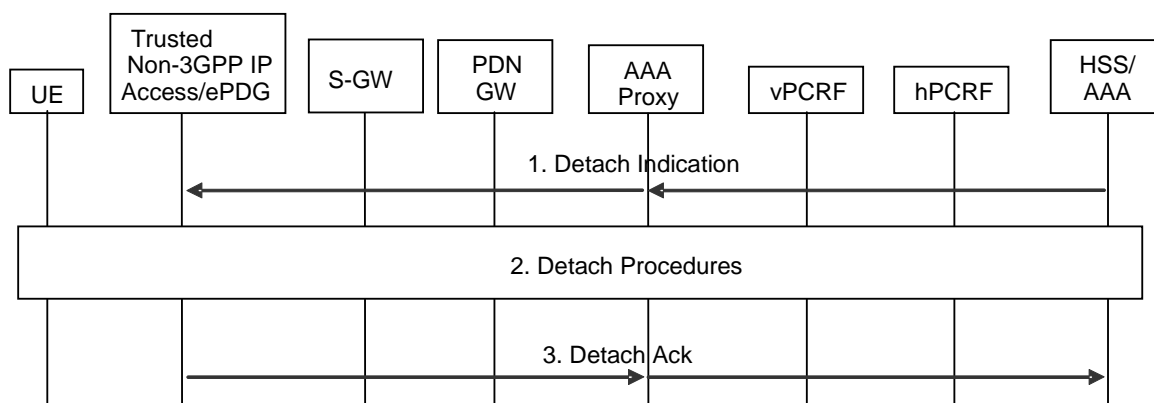 UE
Trusted
Non-3GPP IP
Access/ePDG
S-GW
PDN
GW
AAA
Proxy
vPCRF
hPCRF
HSS/
AAA
1. Detach Indication
2. Detach Procedures
3. Detach Ack